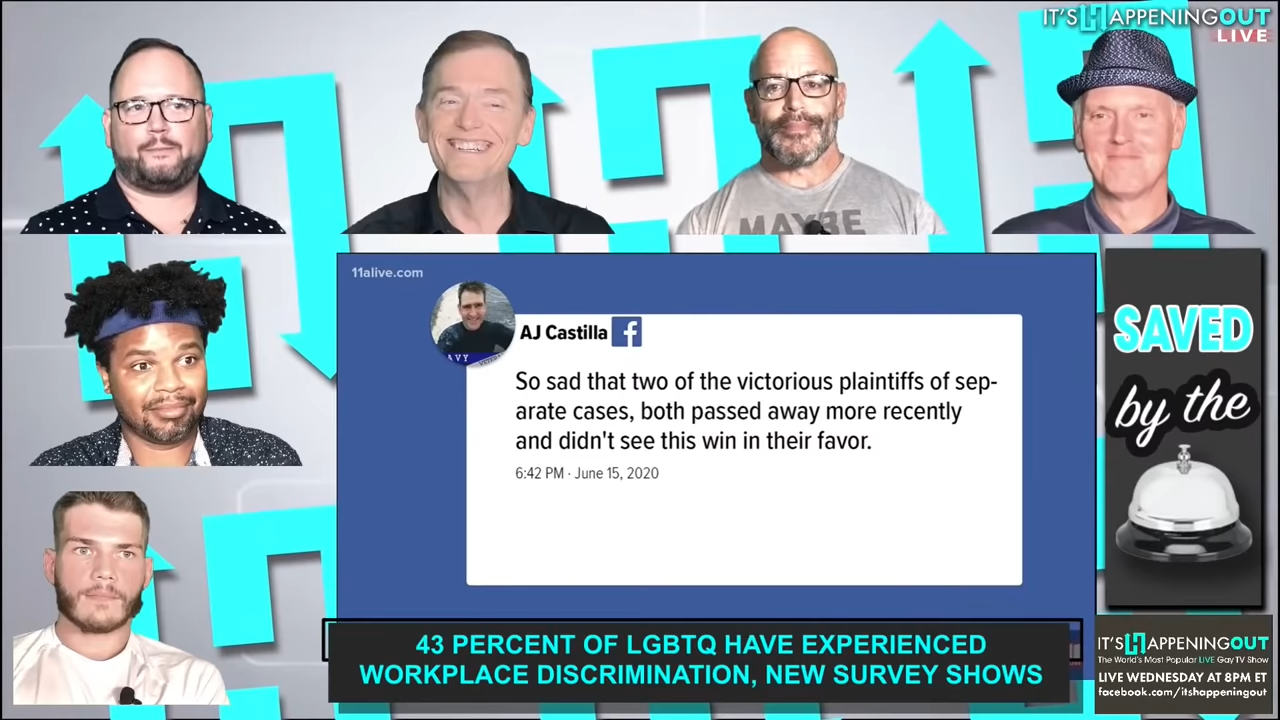 IT'S HAPPENINGOUT
LIVE
MAYBE
11alive.com
AVY
AJ Castilla
f
So sad that two of the victorious plaintiffs of sep-
arate cases, both passed away more recently
and didn't see this win in their favor.
6:42 PM · June 15, 2020
SAVED
by the
43 PERCENT OF LGBTQ HAVE EXPERIENCED
WORKPLACE DISCRIMINATION, NEW SURVEY SHOWS
IT'S HAPPENINGOUT
The World's Most Popular LIVE Gay TV Show
LIVE WEDNESDAY AT 8PM ET
facebook.com/itshappeningout